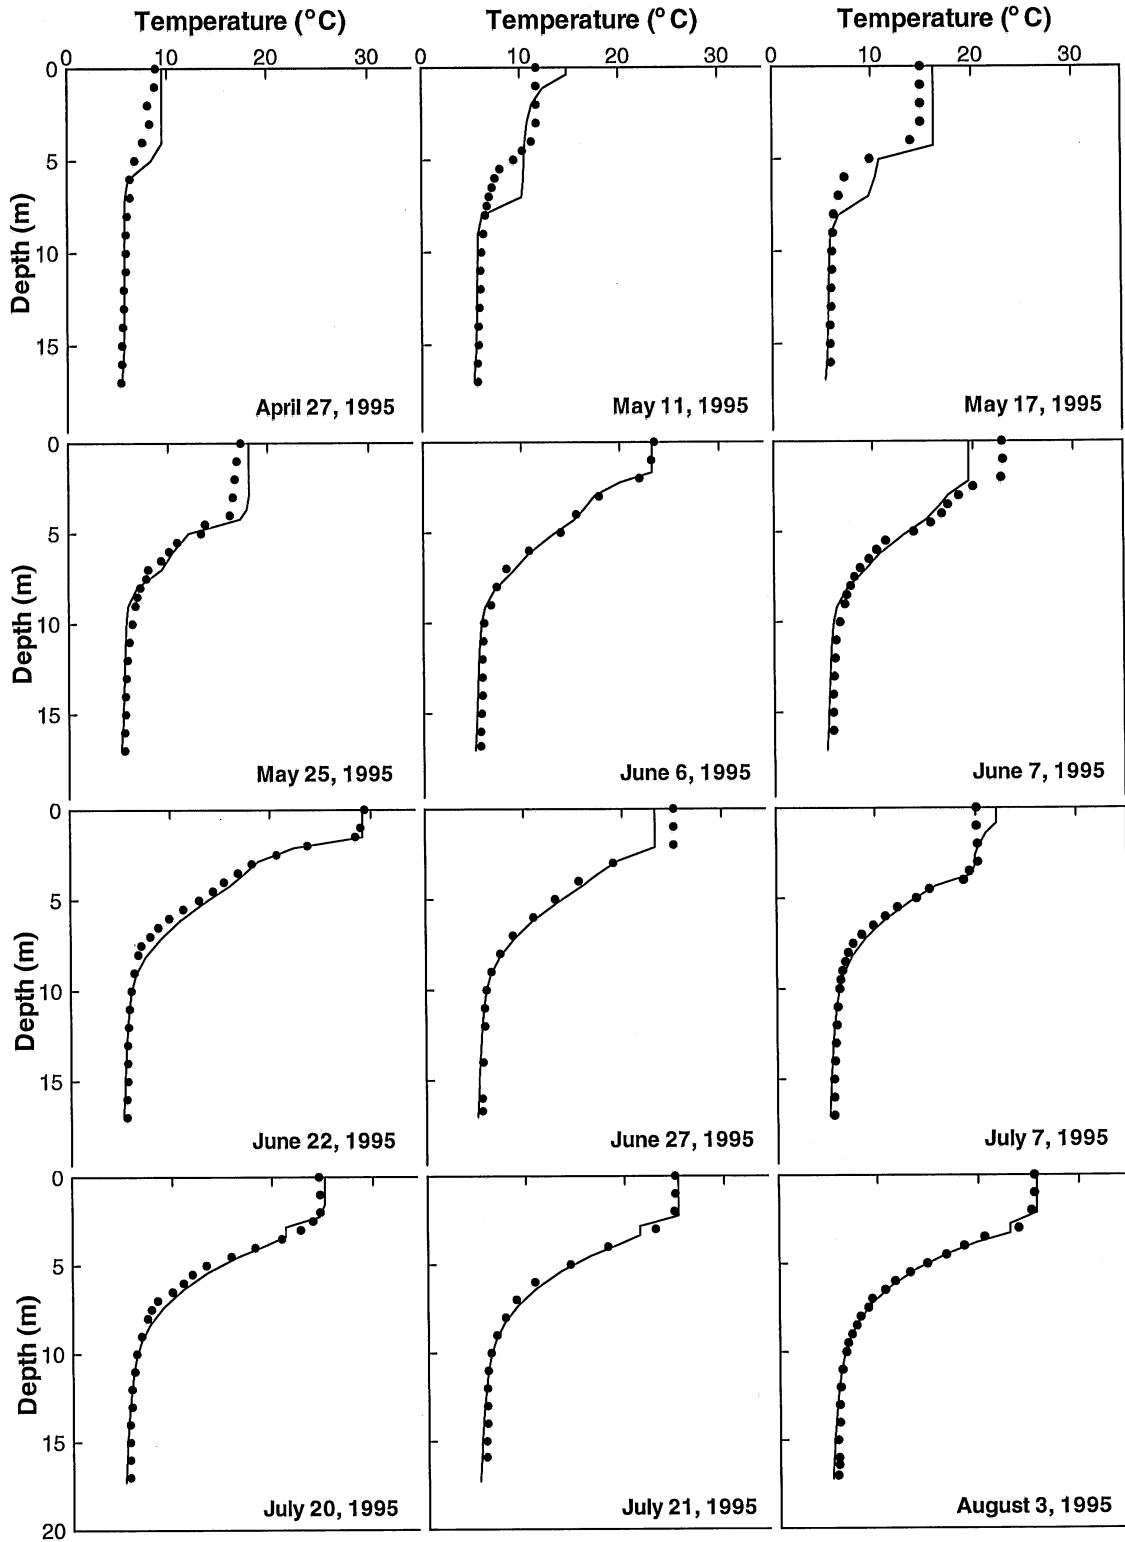 Temperature (°C) Temperature (°C) Temperature (°C)
0 10 20 30 0 10 20 30 0 10 20 30
0
5
10
15
Depth (m)
April 27, 1995 May 11, 1995 May 17, 1995
0
5
10
15
Depth (m)
May 25, 1995 June 6, 1995 June 7, 1995
0
5
10
15
Depth (m)
June 22, 1995 June 27, 1995 July 7, 1995
0
5
10
15
20
Depth (m)
July 20, 1995 July 21, 1995 August 3, 1995